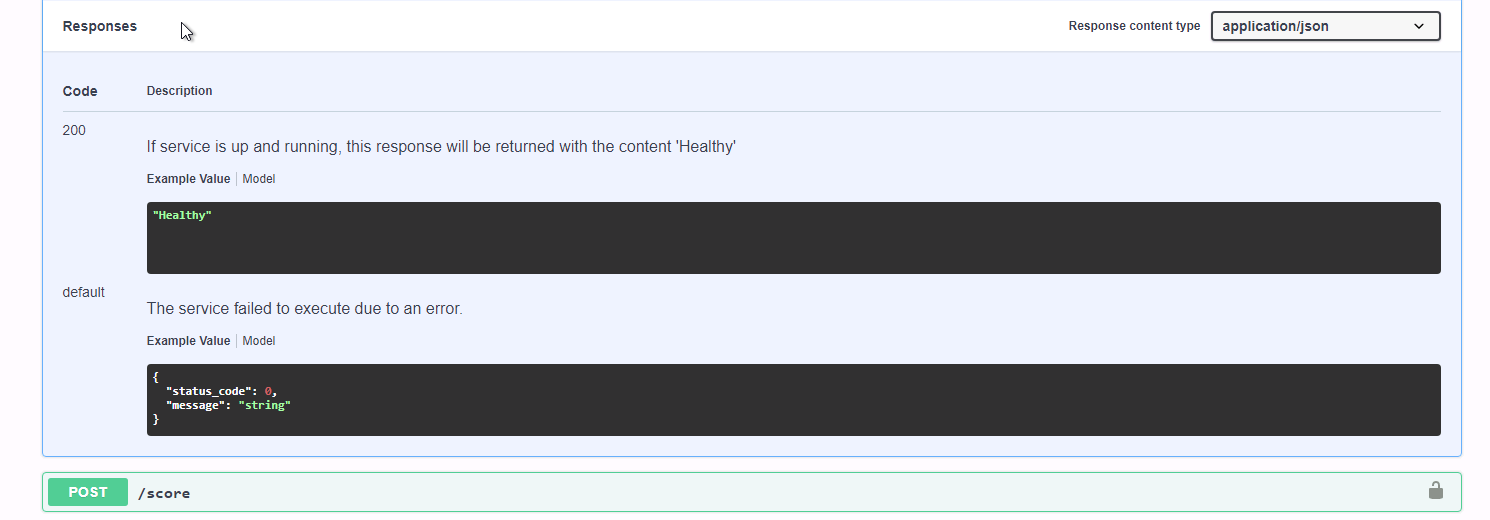 Responses
Response content type application/json
Code Description
200
If service is up and running, this response will be returned with the content 'Healthy'
Example Value Model
"Healthy"
default
The service failed to execute due to an error.
Example Value Model
{
"status_code": 0,
"message": "string"
}
POST /score